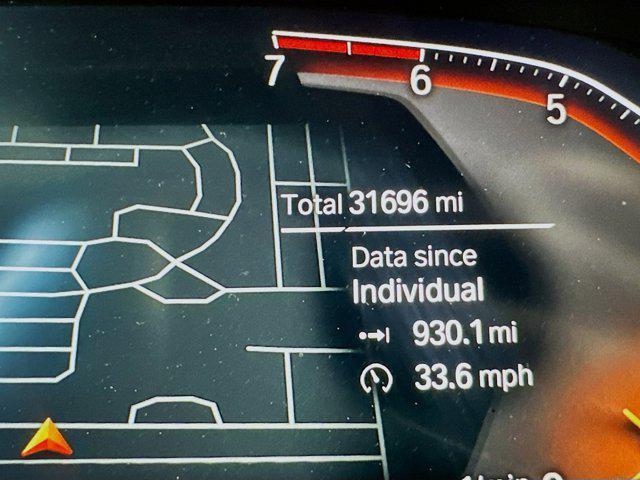 7
6
5
Total 31696 mi
Data since
Individual
930.1 mi
33.6 mph